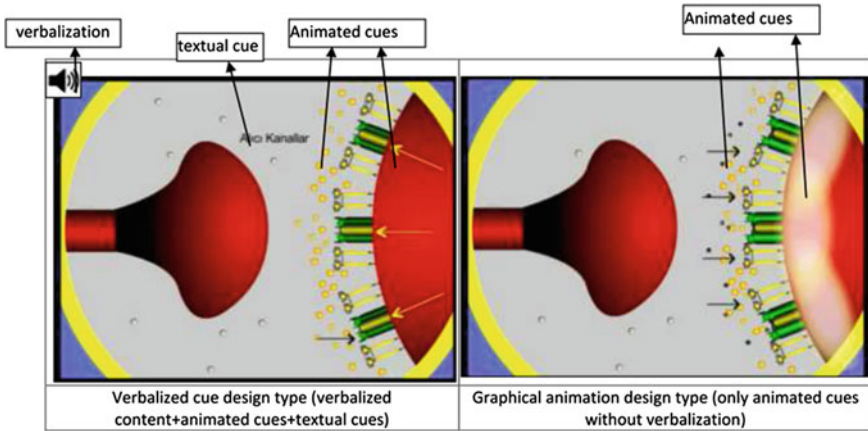 verbalization
textual cue
Animated cues
Animated cues
Alıcı Kanallar
Verbalized cue design type (verbalized
content+animated cues+textual cues)
Graphical animation design type (only animated cues
without verbalization)